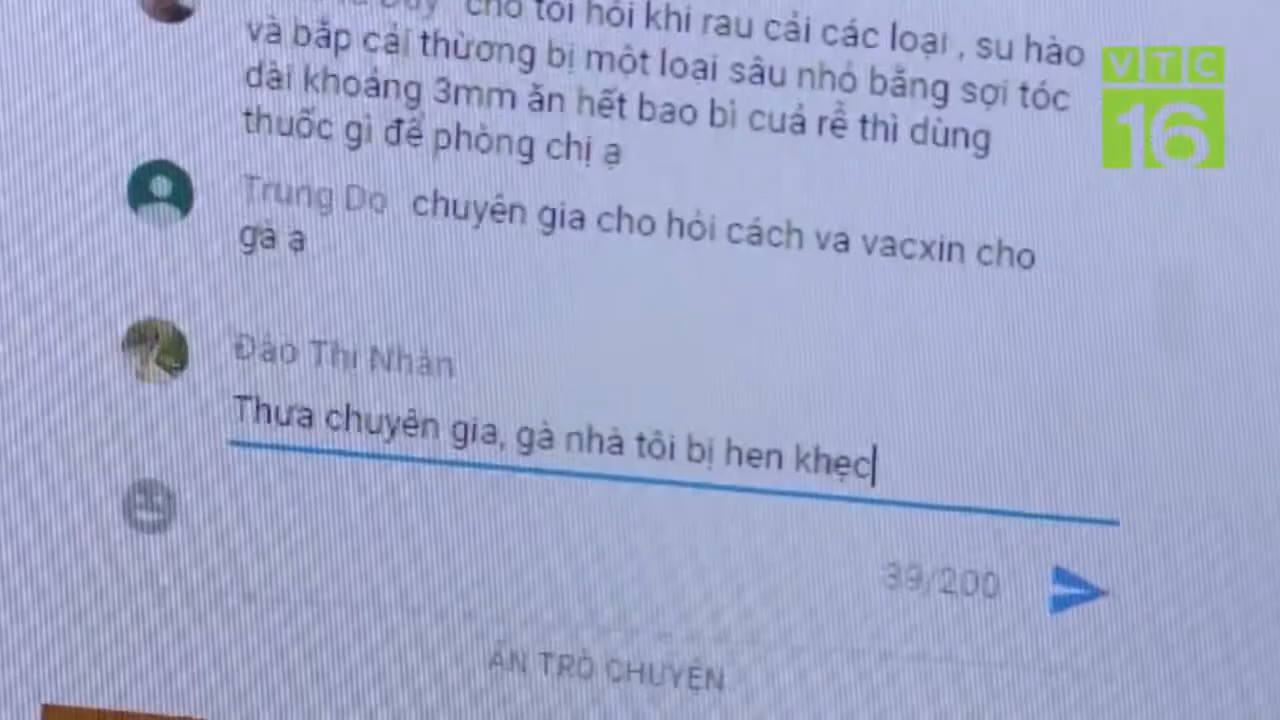 cho tôi hỏi khi rau cải các loại , su hào
và bắp cải thừơng bị một loại sâu nhỏ bằng sợi tóc
dài khoảng 3mm ăn hết bao bì cuả rề thì dùng
thuốc gì để phòng chị ạ
VTC
16
Trung Do chuyên gia cho hỏi cách va vacxin cho
gà ạ
Đào Thị Nhàn
Thưa chuyên gia, gà nhà tôi bị hen khẹc
39/200
ẨN TRÒ CHUYỆN